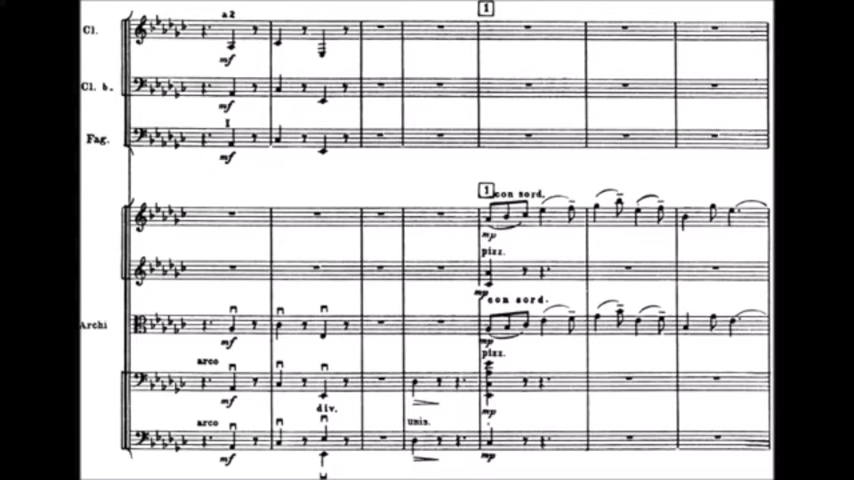 1
a 2
Cl.
mf
Cl. b.
mf
I
Fag.
mf
1 con sord.
mp
pizz.
mp
con sord.
Archi
mf
mp
arco
pizz.
mf
div.
mp
arco
unis.
mf
mp